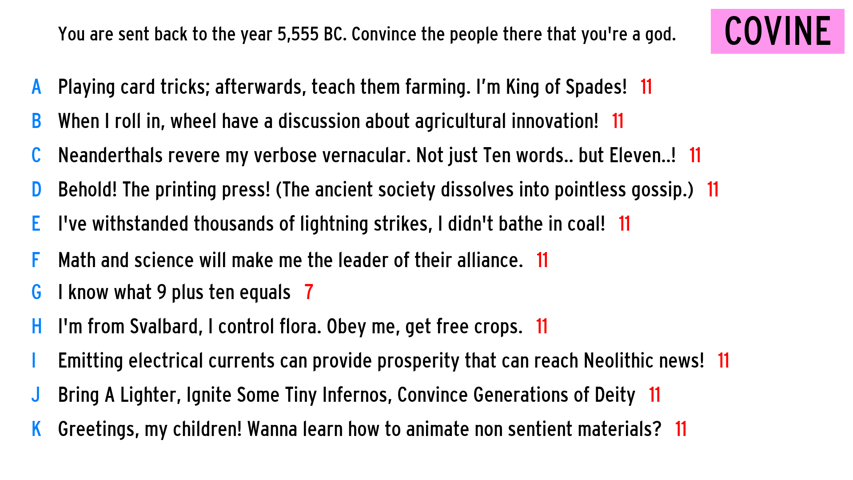 You are sent back to the year 5,555 BC. Convince the people there that you're a god.
COVINE
A Playing card tricks; afterwards, teach them farming. I'm King of Spades! 11
B When I roll in, wheel have a discussion about agricultural innovation! 11
C Neanderthals revere my verbose vernacular. Not just Ten words.. but Eleven..! 11
D Behold! The printing press! (The ancient society dissolves into pointless gossip.) 11
E I've withstanded thousands of lightning strikes, I didn't bathe in coal! 11
F Math and science will make me the leader of their alliance. 11
G I know what 9 plus ten equals 7
H I'm from Svalbard, I control flora. Obey me, get free crops. 11
I Emitting electrical currents can provide prosperity that can reach Neolithic news! 11
J Bring A Lighter, Ignite Some Tiny Infernos, Convince Generations of Deity 11
K Greetings, my children! Wanna learn how to animate non sentient materials? 11